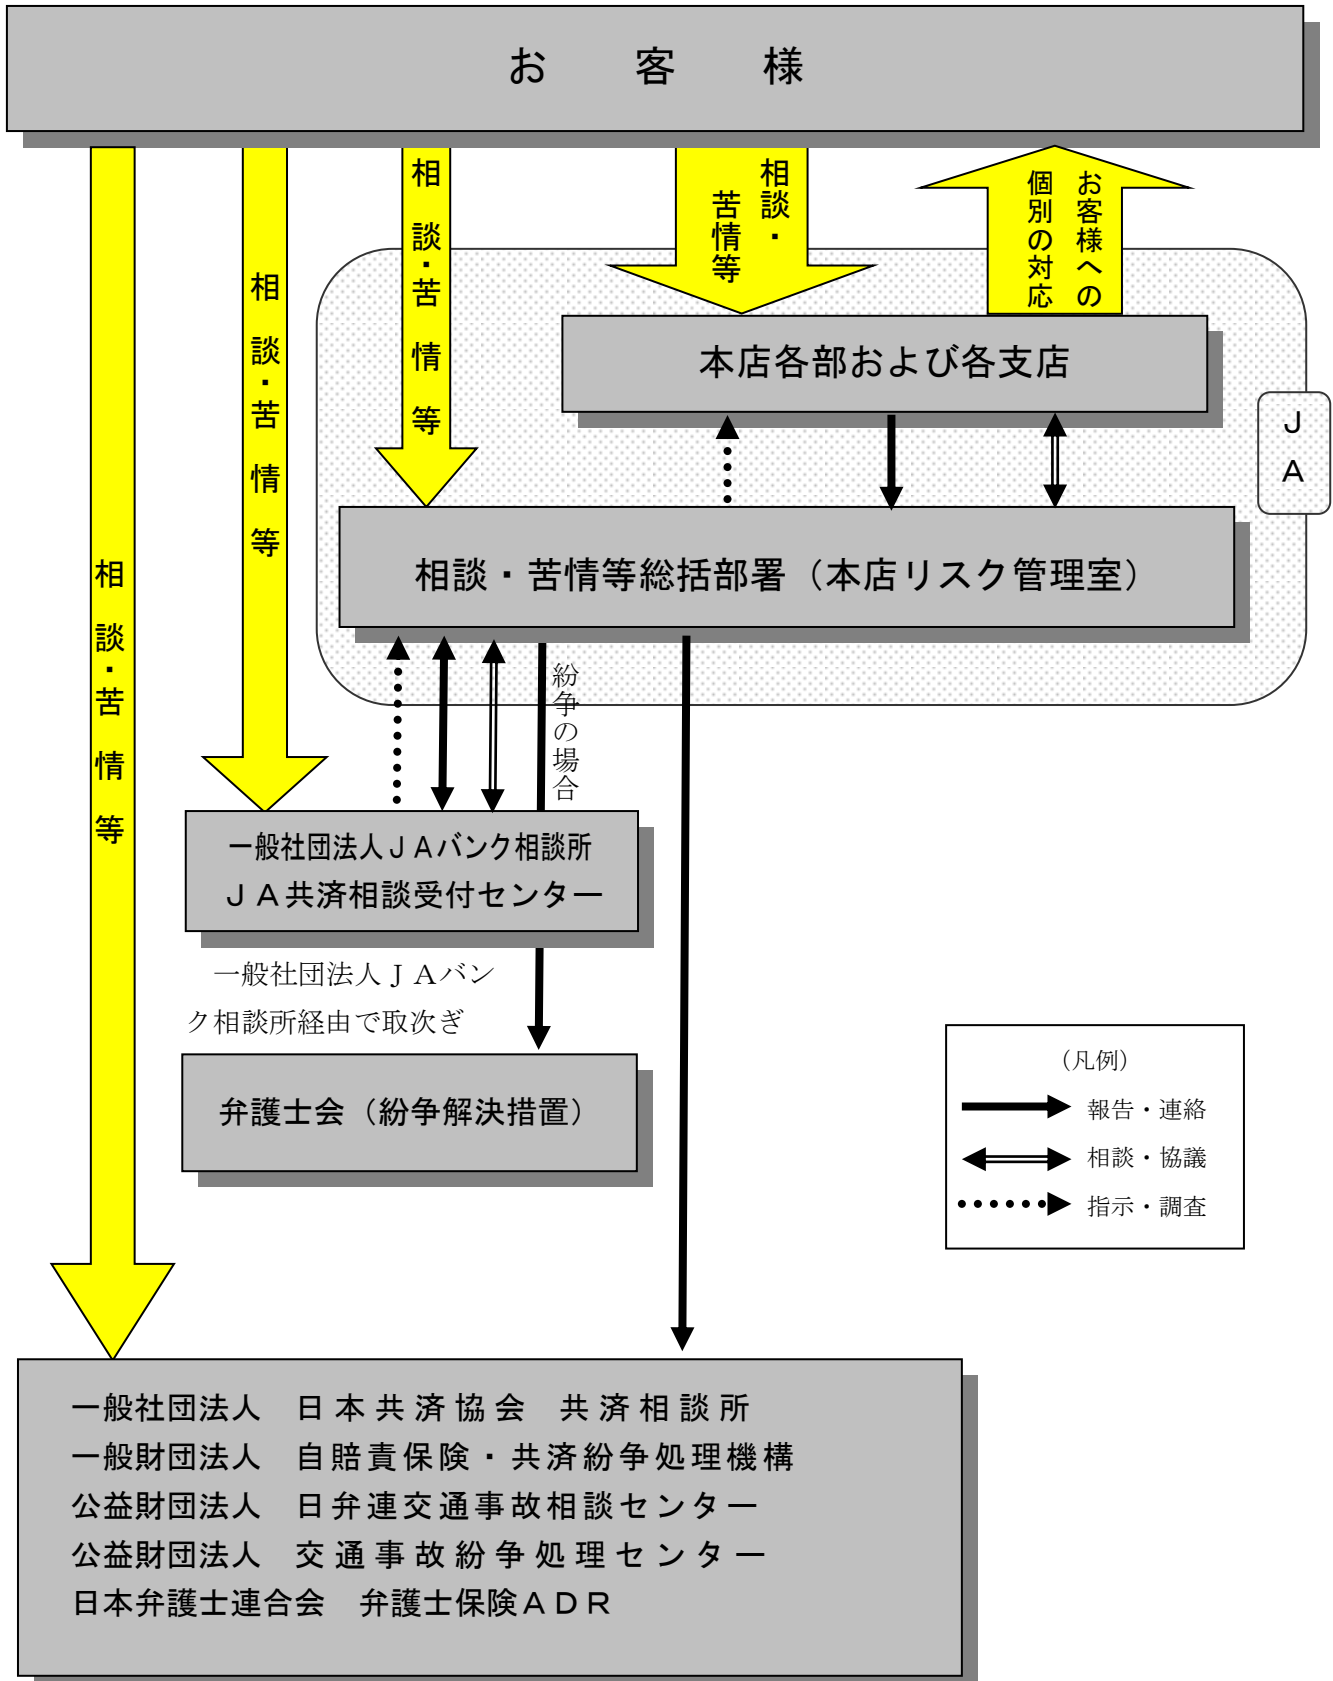 お　客　様
相談・苦情等
相談・苦情等
相談・苦情等
相談・
苦情等
お客様への
個別の対応
本店各部および各支店
JA
相談・苦情等総括部署（本店リスク管理室）
紛争の場合
一般社団法人ＪＡバンク相談所
ＪＡ共済相談受付センター
一般社団法人ＪＡバン
ク相談所経由で取次ぎ
弁護士会（紛争解決措置）
（凡例）
報告・連絡
相談・協議
指示・調査
一般社団法人　日本共済協会　共済相談所
一般財団法人　自賠責保険・共済紛争処理機構
公益財団法人　日弁連交通事故相談センター
公益財団法人　交通事故紛争処理センター
日本弁護士連合会　弁護士保険ＡＤＲ